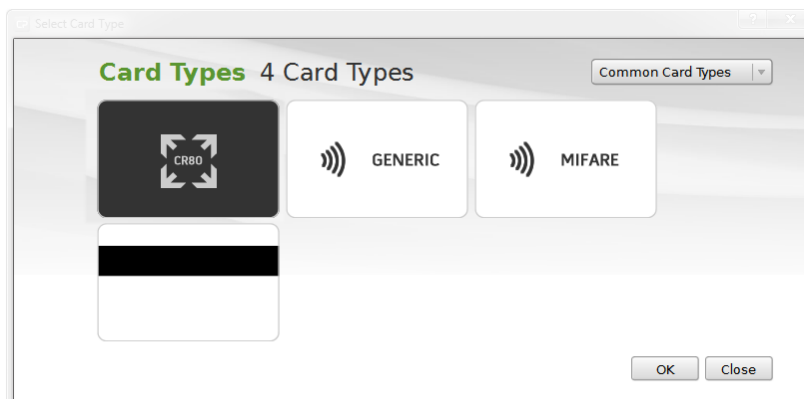 Select Card Type
? X
Card Types 4 Card Types
Common Card Types
CR80
GENERIC
MIFARE
OK
Close